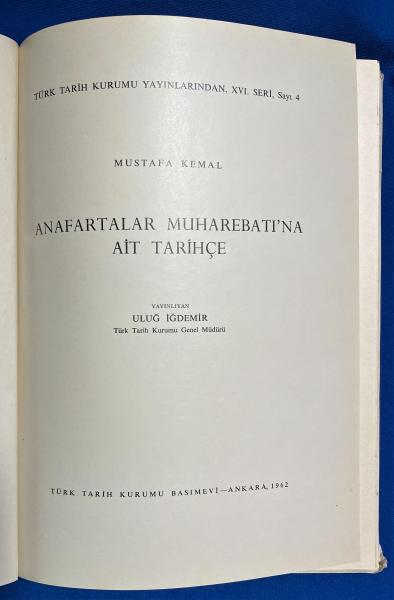 TÜRK TARİH KURUMU YAYINLARINDAN, XVI. SERİ, Sayı 4
MUSTAFA KEMAL
ANAFARTALAR MUHAREBATI'NA
AİT TARİHÇE
YAYINLIYAN
ULUĞ İĞDEMİR
Türk Tarih Kurumu Genel Müdürü
TÜRK TARİH KURUMU BASIMEVİ—ANKARA, 1962